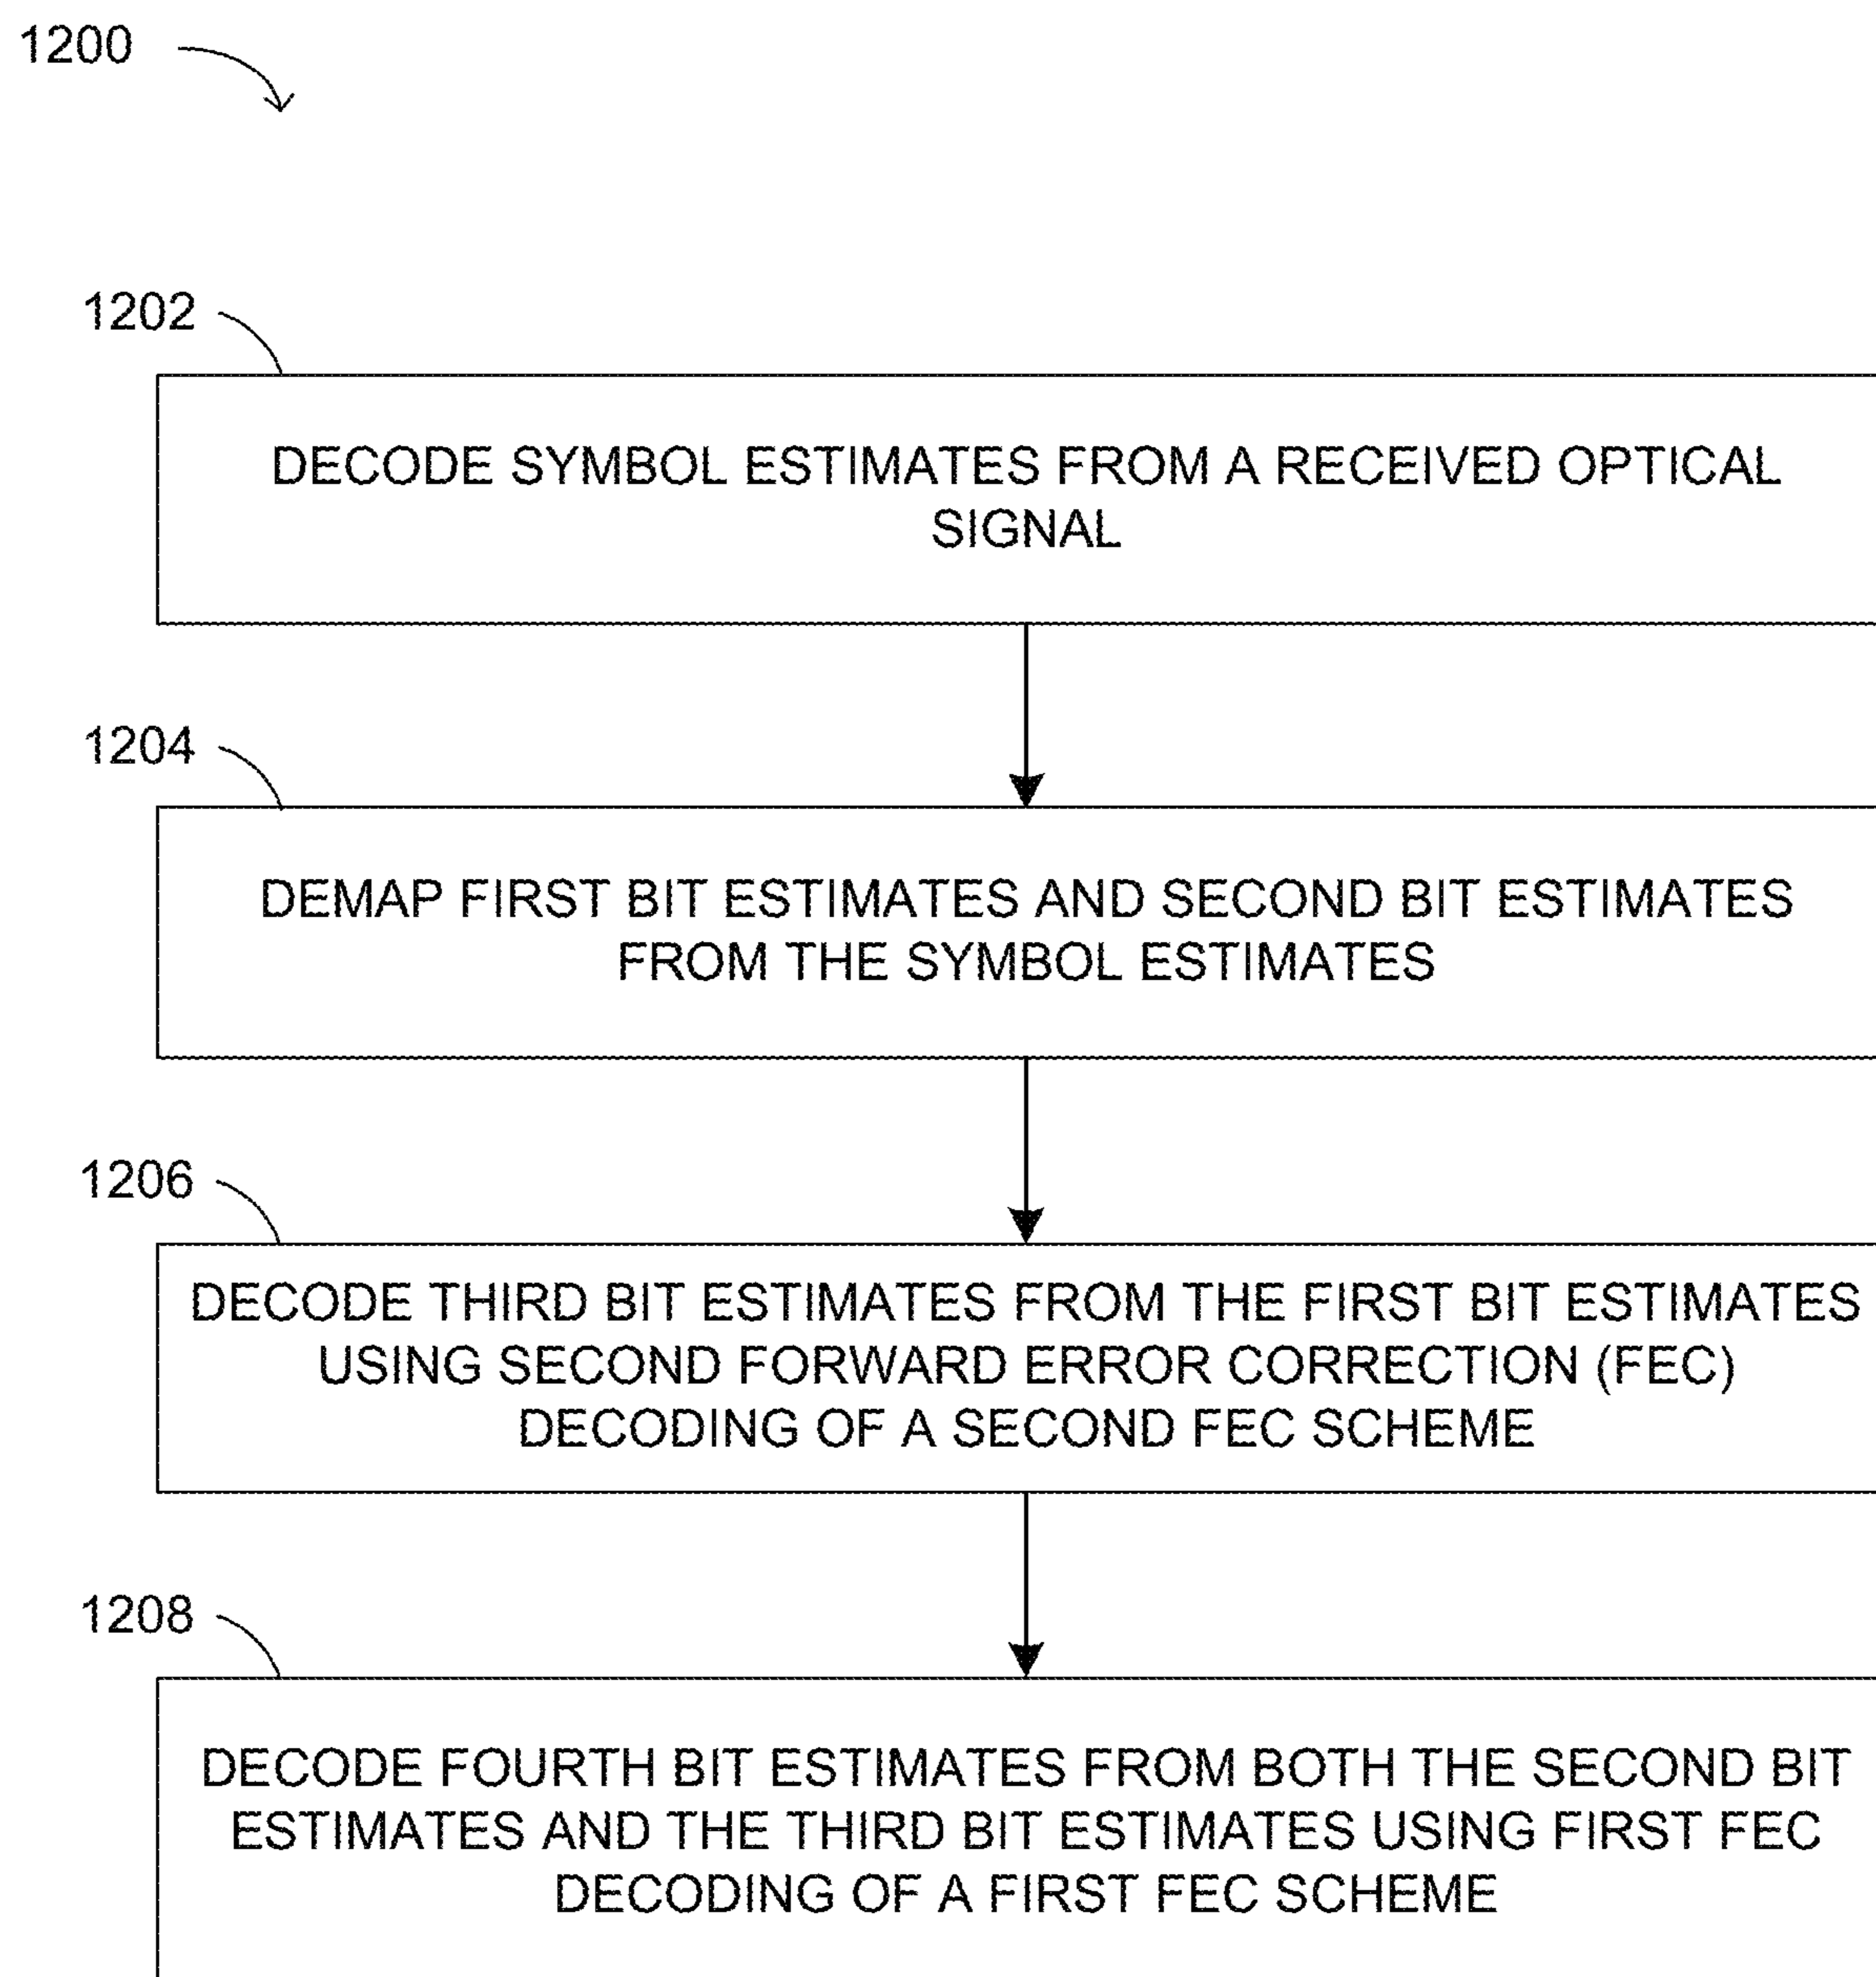 1200
1202
DECODE SYMBOL ESTIMATES FROM A RECEIVED OPTICAL
SIGNAL
1204
DEMAP FIRST BIT ESTIMATES AND SECOND BIT ESTIMATES
FROM THE SYMBOL ESTIMATES
1206
DECODE THIRD BIT ESTIMATES FROM THE FIRST BIT ESTIMATES
USING SECOND FORWARD ERROR CORRECTION (FEC)
DECODING OF A SECOND FEC SCHEME
1208
DECODE FOURTH BIT ESTIMATES FROM BOTH THE SECOND BIT
ESTIMATES AND THE THIRD BIT ESTIMATES USING FIRST FEC
DECODING OF A FIRST FEC SCHEME